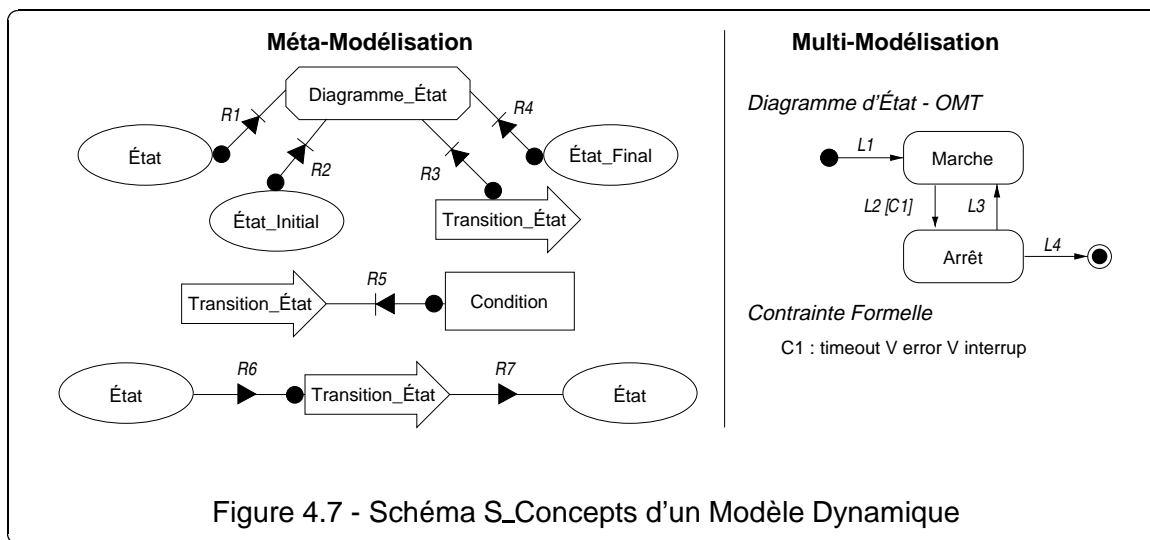 Méta-Modélisation
Diagramme_État
R1
R4
État
R2
R3
État_Final
État_Initial
Transition_État
Transition_État
R5
Condition
État
R6
Transition_État
R7
État
Multi-Modélisation
Diagramme d'État - OMT
L1
Marche
L2 [C1]
L3
Arrêt
L4
Contrainte Formelle
C1 : timeout V error V interrup
Figure 4.7 - Schéma S_Concepts d'un Modèle Dynamique